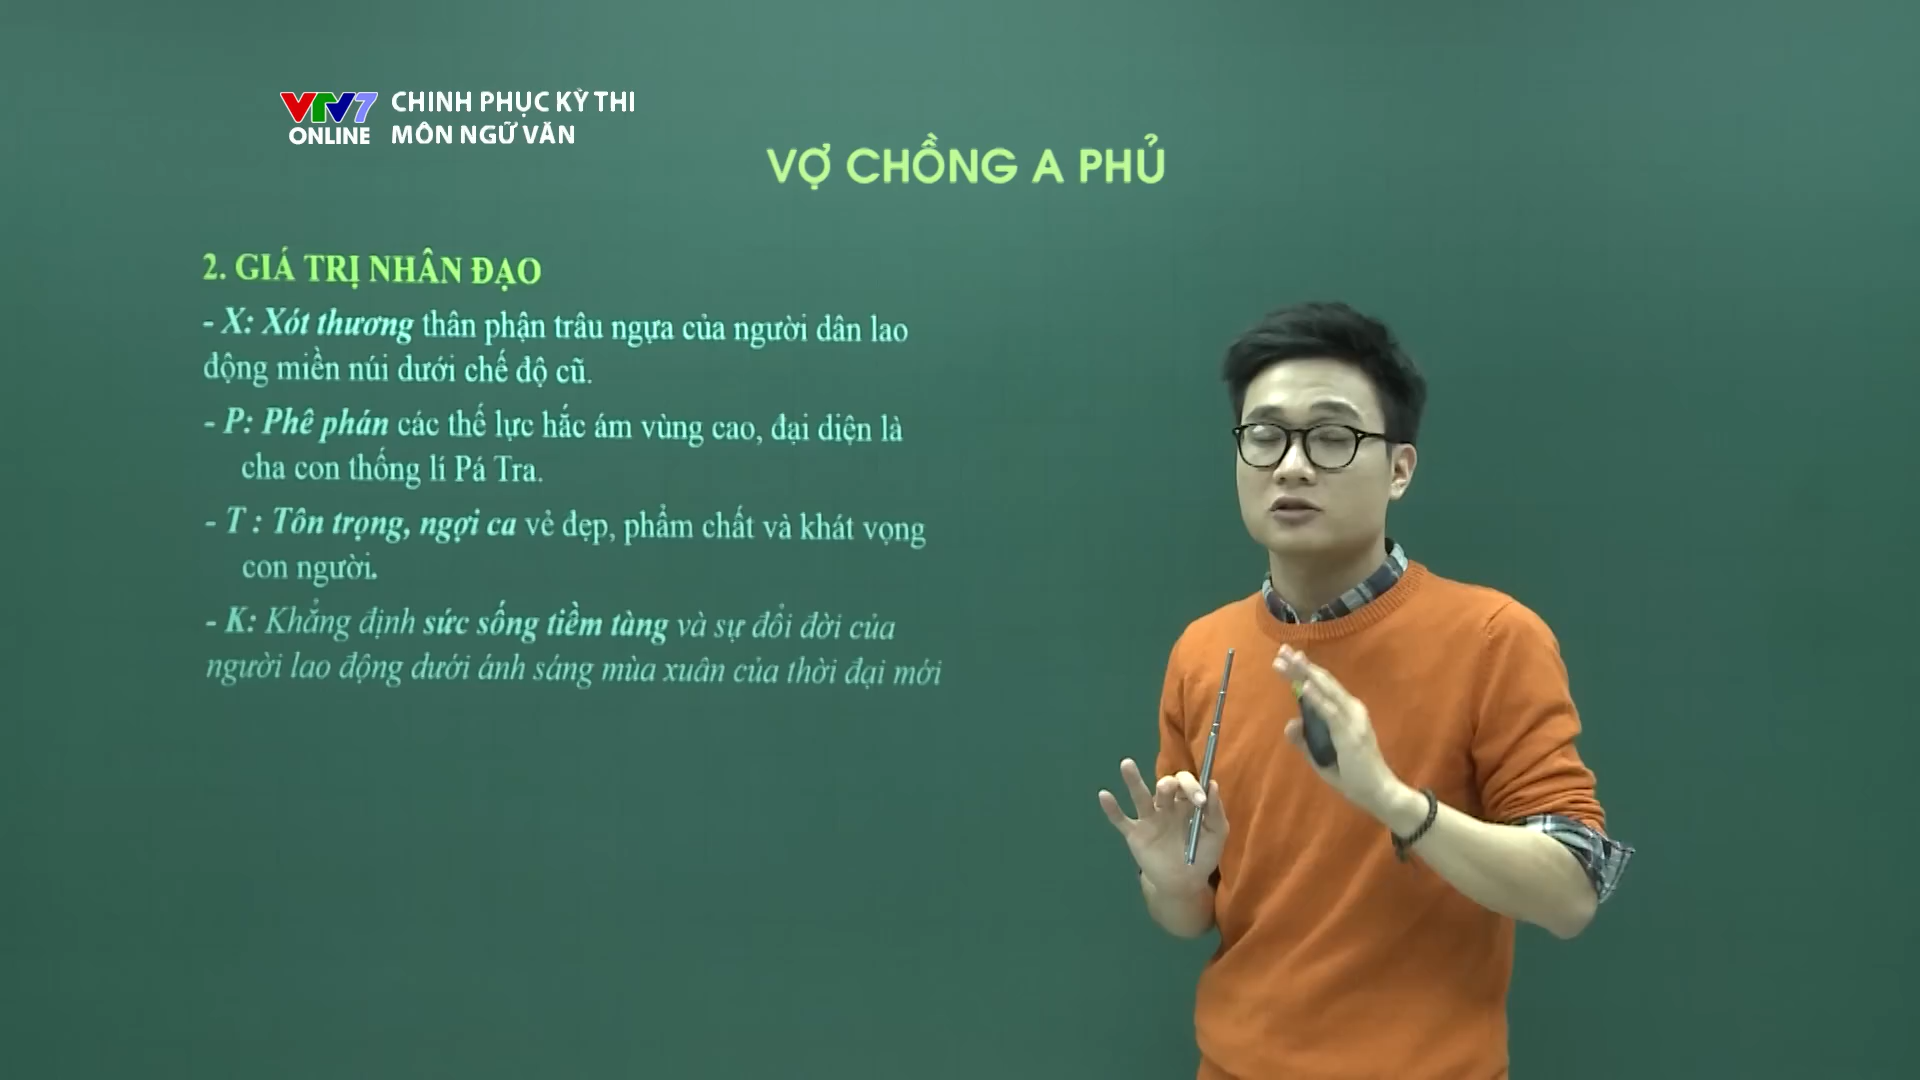 VTV7
ONLINE
CHINH PHỤC KỲ THI
MÔN NGỮ VĂN
VỢ CHỒNG A PHỦ
2. GIÁ TRỊ NHÂN ĐẠO
- X: Xót thương thân phận trâu ngựa của người dân lao
động miền núi dưới chế độ cũ.
- P: Phê phán các thế lực hắc ám vùng cao, đại diện là
cha con thống lí Pá Tra.
- T : Tôn trọng, ngợi ca vẻ đẹp, phẩm chất và khát vọng
con người.
- K: Khẳng định sức sống tiềm tàng và sự đổi đời của
người lao động dưới ánh sáng mùa xuân của thời đại mới